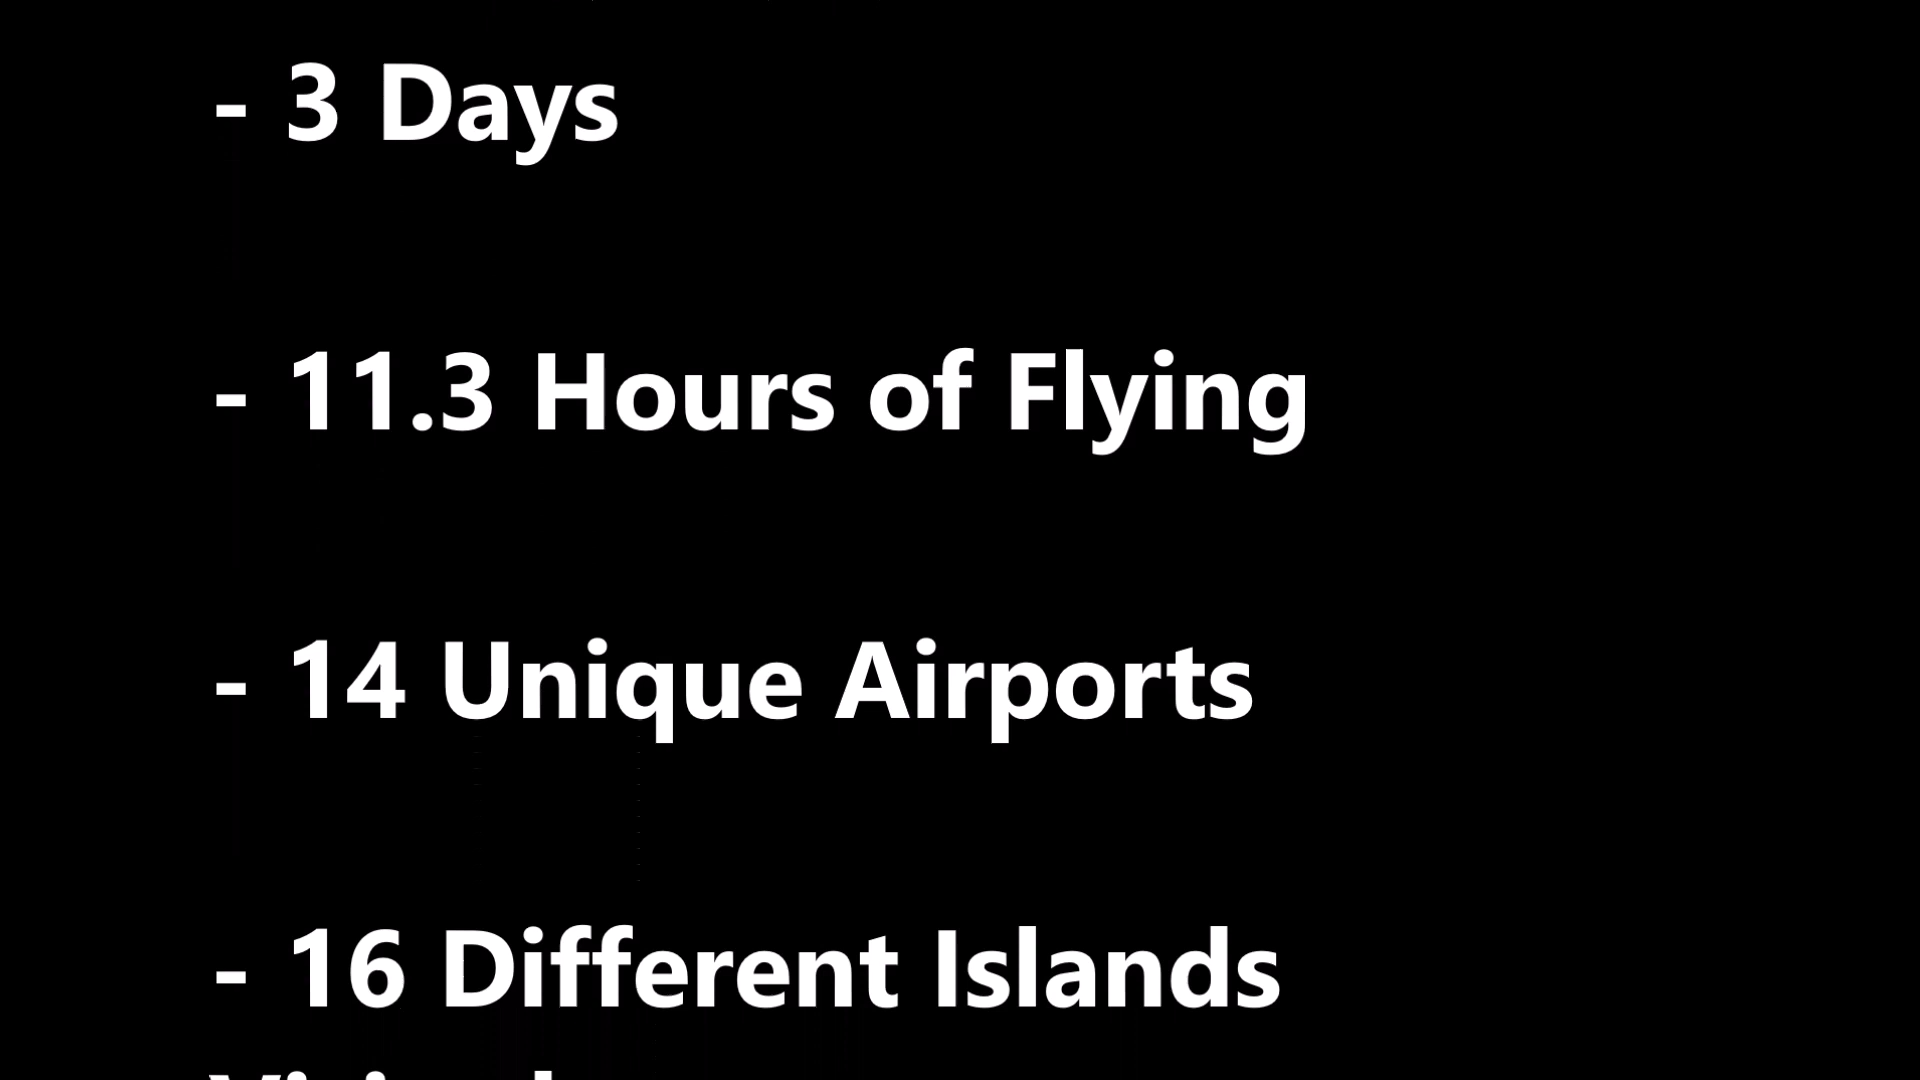 - 3 Days
- 11.3 Hours of Flying
- 14 Unique Airports
- 16 Different Islands